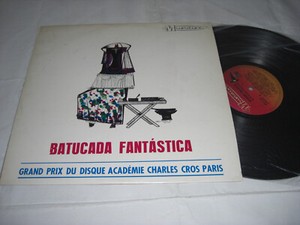 BATUCADA FANTÁSTICA
GRAND PRIX DU DISQUE ACADÉMIE CHARLES CROS PARIS